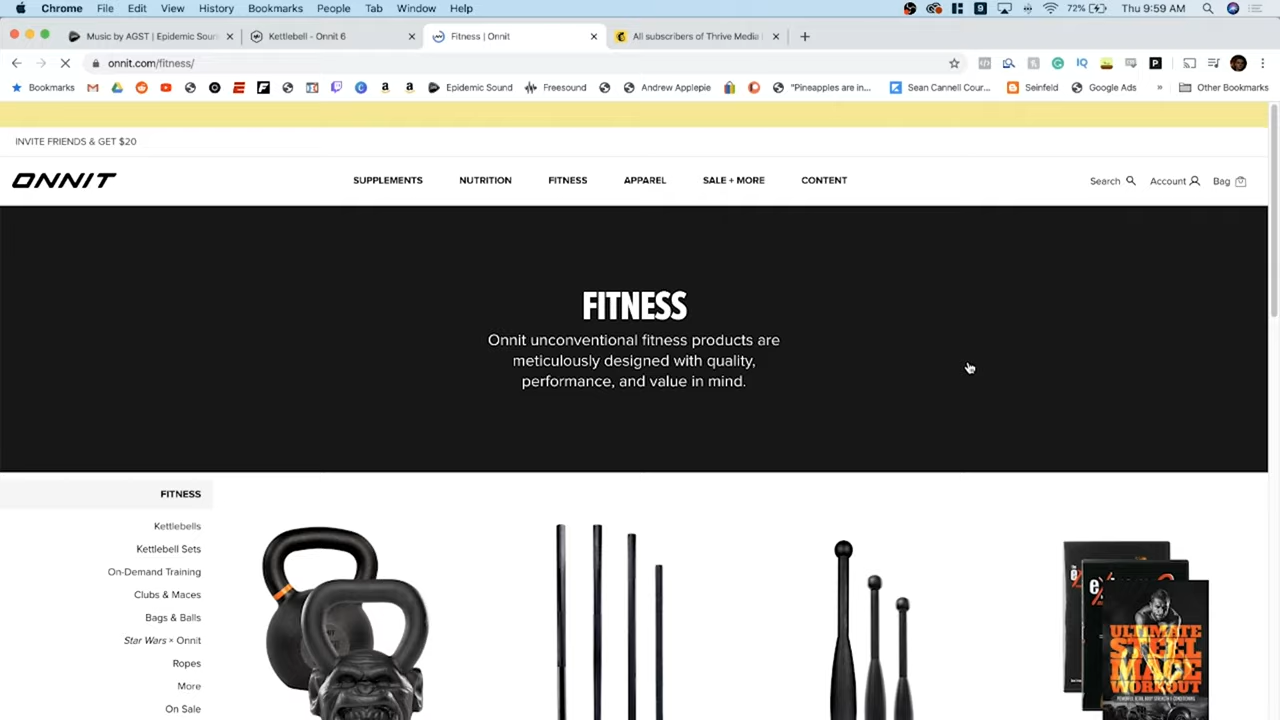 Chrome File Edit View History Bookmarks People Tab Window Help
9 72% Thu 9:59 AM
Music by AGST | Epidemic Soun
Kettlebell - Onnit 6
Fitness | Onnit
All subscribers of Thrive Media
onnit.com/fitness/
IQ P
Bookmarks
Epidemic Sound
Freesound
Andrew Applepie
"Pineapples are in...
Sean Cannell Cour...
Seinfeld
Google Ads
»
Other Bookmarks
INVITE FRIENDS & GET $20
ONNIT
SUPPLEMENTS NUTRITION FITNESS APPAREL SALE + MORE CONTENT
Search Account Bag
FITNESS
Onnit unconventional fitness products are
meticulously designed with quality,
performance, and value in mind.
FITNESS
Kettlebells
Kettlebell Sets
On-Demand Training
Clubs & Maces
Bags & Balls
Star Wars × Onnit
Ropes
More
On Sale
ULTIMATE
STEEL
MACE
WORKOUT